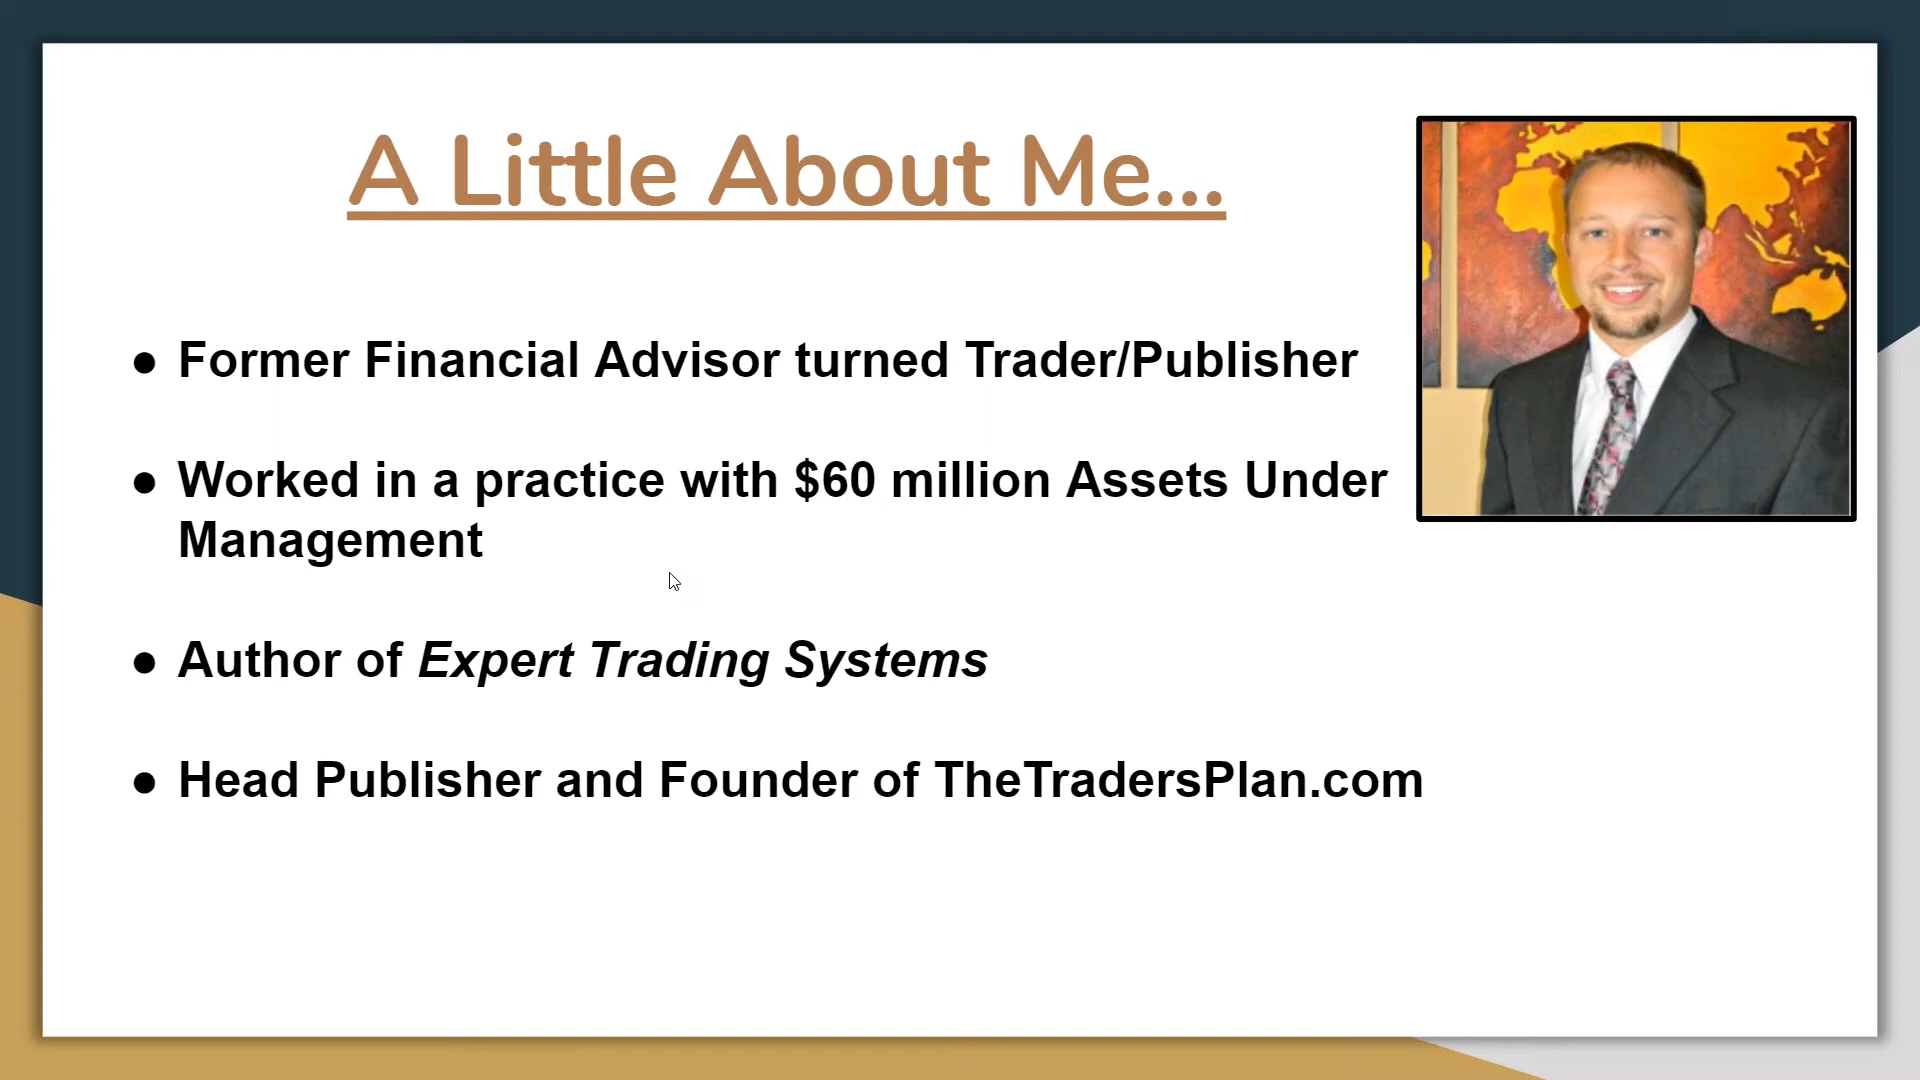 A Little About Me...
● Former Financial Advisor turned Trader/Publisher
● Worked in a practice with $60 million Assets Under
Management
● Author of Expert Trading Systems
● Head Publisher and Founder of TheTradersPlan.com